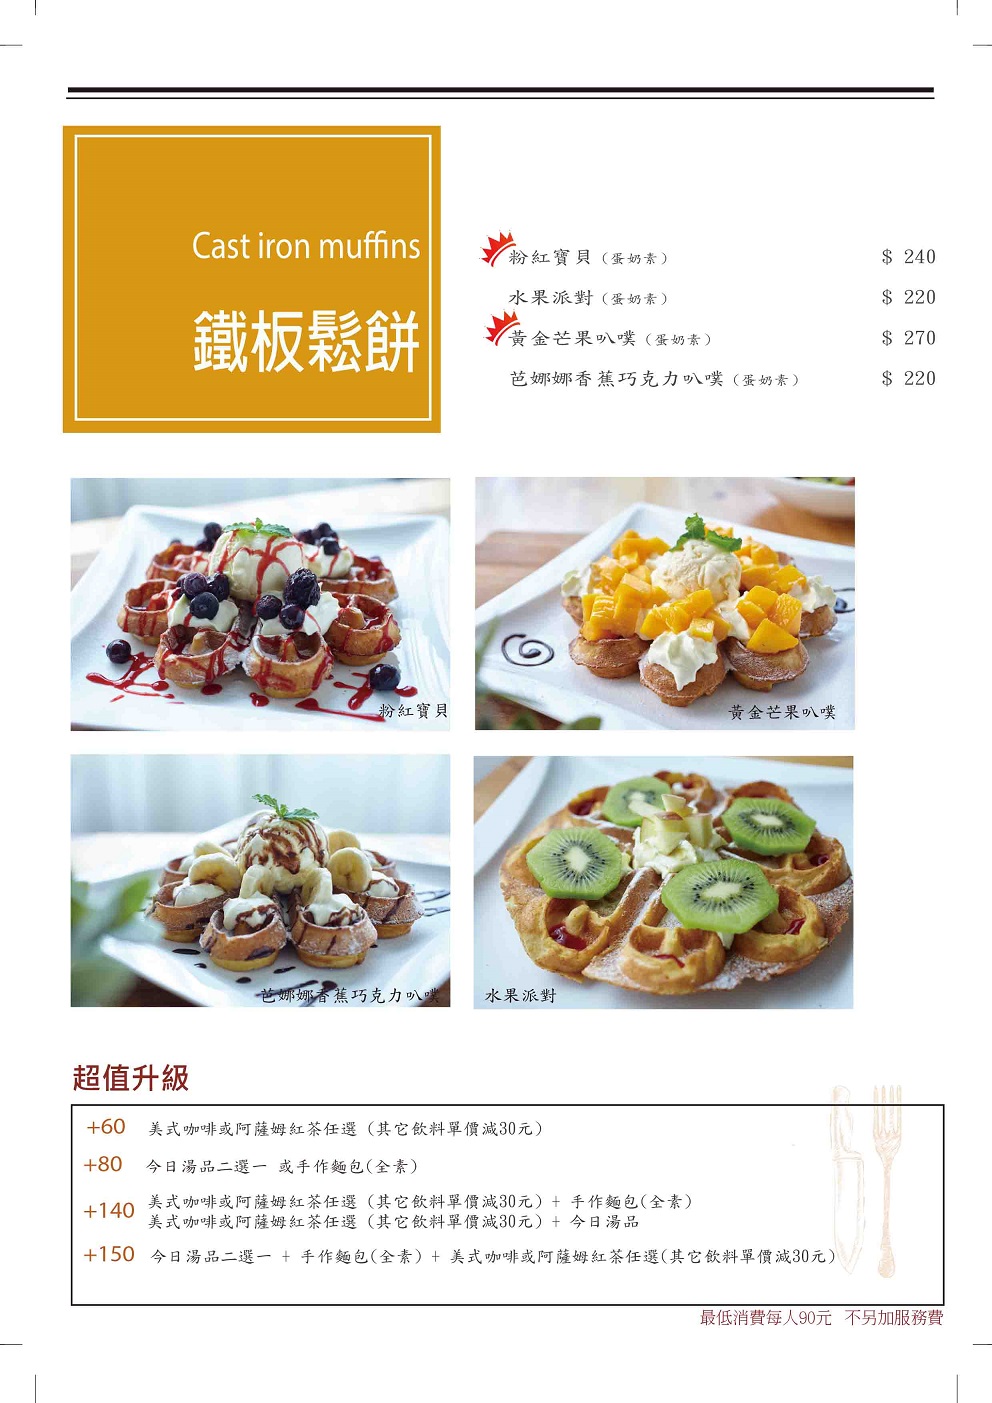 Cast iron muffins
鐵板鬆餅
粉紅寶貝（蛋奶素） $ 240
水果派對（蛋奶素） $ 220
黃金芒果叭噗（蛋奶素） $ 270
芭娜娜香蕉巧克力叭噗（蛋奶素） $ 220
粉紅寶貝
黃金芒果叭噗
芭娜娜香蕉巧克力叭噗
水果派對
超值升級
+60 美式咖啡或阿薩姆紅茶任選（其它飲料單價減30元）
+80 今日湯品二選一 或手作麵包(全素)
+140 美式咖啡或阿薩姆紅茶任選（其它飲料單價減30元）+ 手作麵包(全素)
美式咖啡或阿薩姆紅茶任選（其它飲料單價減30元）+ 今日湯品
+150 今日湯品二選一 + 手作麵包(全素) + 美式咖啡或阿薩姆紅茶任選(其它飲料單價減30元)
最低消費每人90元 不另加服務費